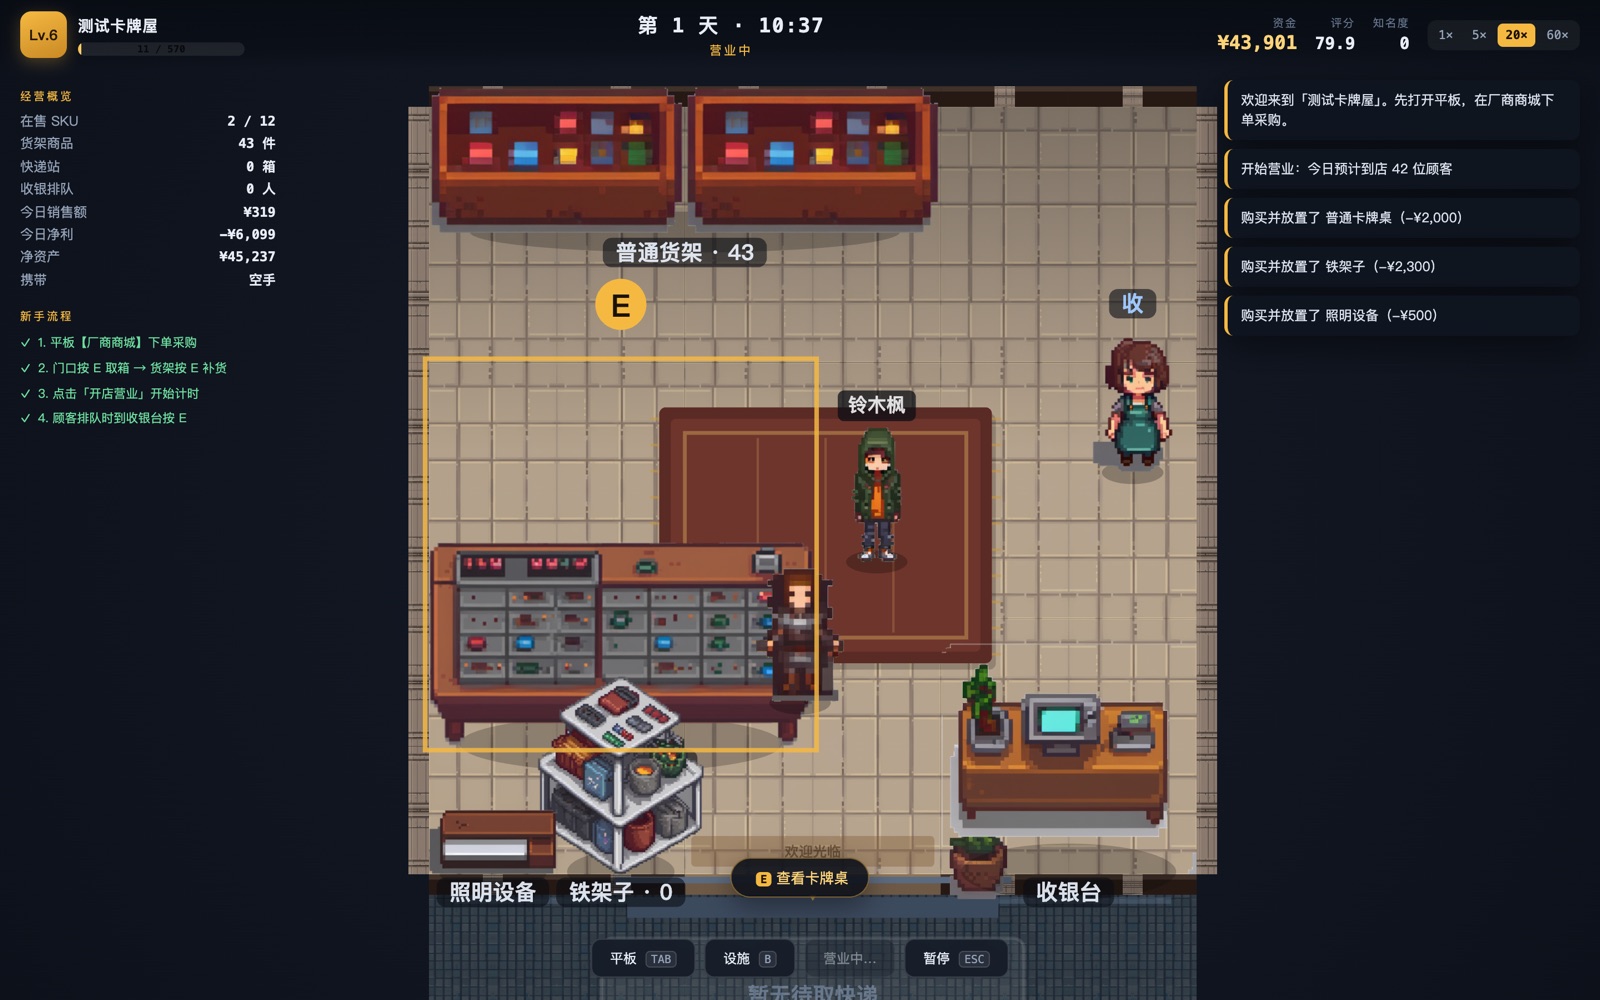 Lv.6
测试卡牌屋
11 / 570
第 1 天 · 10:37
营业中
资金
¥43,901
评分
79.9
知名度
0
1×
5×
20×
60×
经营概览
在售 SKU 2 / 12
货架商品 43 件
快递站 0 箱
收银排队 0 人
今日销售额 ¥319
今日净利 -¥6,099
净资产 ¥45,237
携带 空手
新手流程
✓ 1. 平板【厂商商城】下单采购
✓ 2. 门口按 E 取箱 → 货架按 E 补货
✓ 3. 点击「开店营业」开始计时
✓ 4. 顾客排队时到收银台按 E
欢迎来到「测试卡牌屋」。先打开平板，在厂商商城下
单采购。
开始营业：今日预计到店 42 位顾客
购买并放置了 普通卡牌桌（-¥2,000）
购买并放置了 铁架子（-¥2,300）
购买并放置了 照明设备（-¥500）
普通货架 · 43
E
收
铃木枫
欢迎光临
E 查看卡牌桌
照明设备
铁架子 · 0
收银台
平板 TAB
设施 B
营业中...
暂停 ESC
暂无待取快递